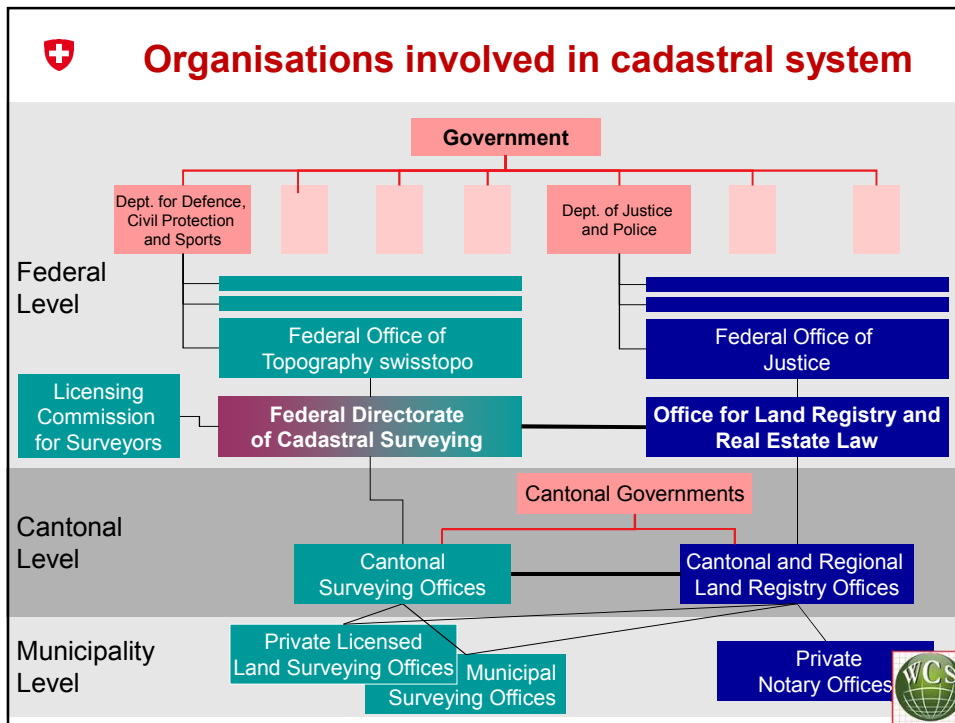 Organisations involved in cadastral system
Government
Dept. for Defence,
Civil Protection
and Sports
Dept. of Justice
and Police
Federal
Level
Federal Office of
Topography swisstopo
Federal Office of
Justice
Licensing
Commission
for Surveyors
Federal Directorate
of Cadastral Surveying
Office for Land Registry and
Real Estate Law
Cantonal Governments
Cantonal
Level
Cantonal
Surveying Offices
Cantonal and Regional
Land Registry Offices
Municipality
Level
Private Licensed
Land Surveying Offices
Municipal
Surveying Offices
Private
Notary Offices
WCS